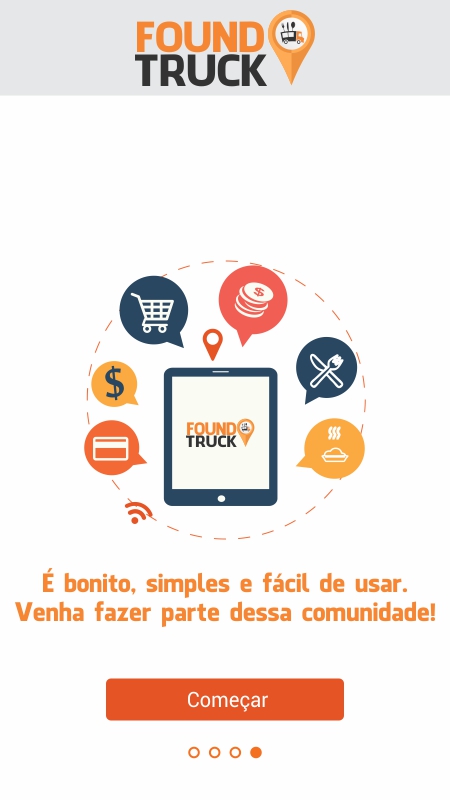 FOUND
TRUCK
$
$
FOUND
TRUCK
É bonito, simples e fácil de usar.
Venha fazer parte dessa comunidade!
Começar